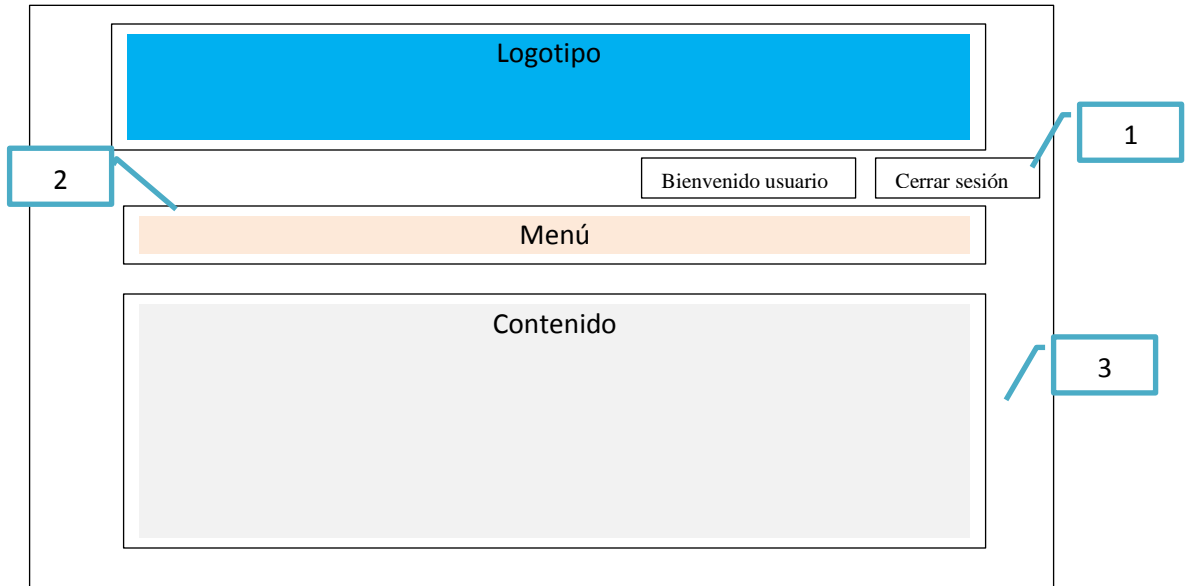 Logotipo
1
2
Bienvenido usuario
Cerrar sesión
Menú
Contenido
3